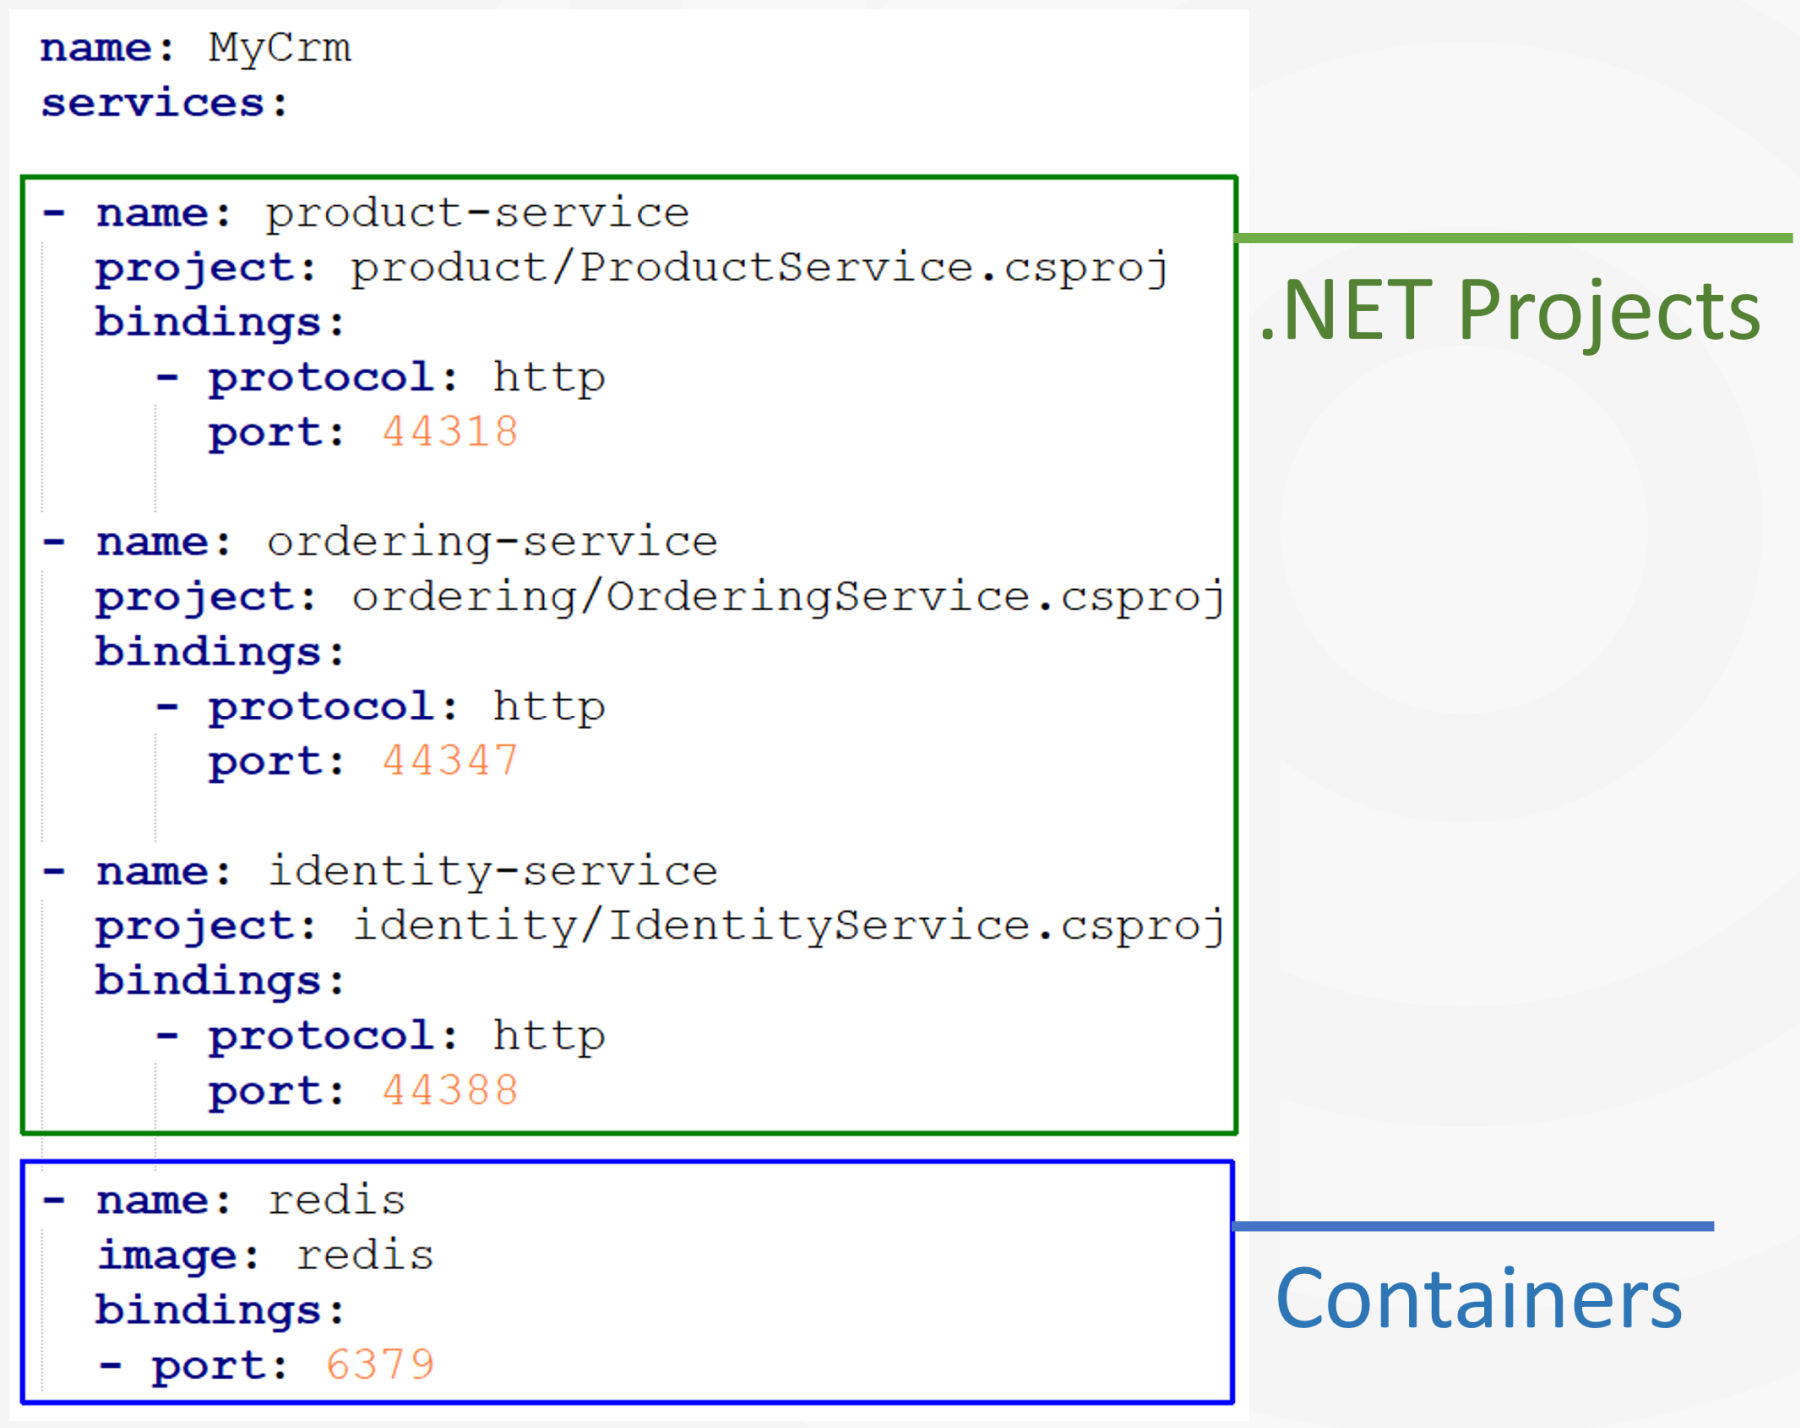 name: MyCrm
services:
- name: product-service
project: product/ProductService.csproj
bindings:
- protocol: http
port: 44318
- name: ordering-service
project: ordering/OrderingService.csproj
bindings:
- protocol: http
port: 44347
- name: identity-service
project: identity/IdentityService.csproj
bindings:
- protocol: http
port: 44388
- name: redis
image: redis
bindings:
- port: 6379
.NET Projects
Containers